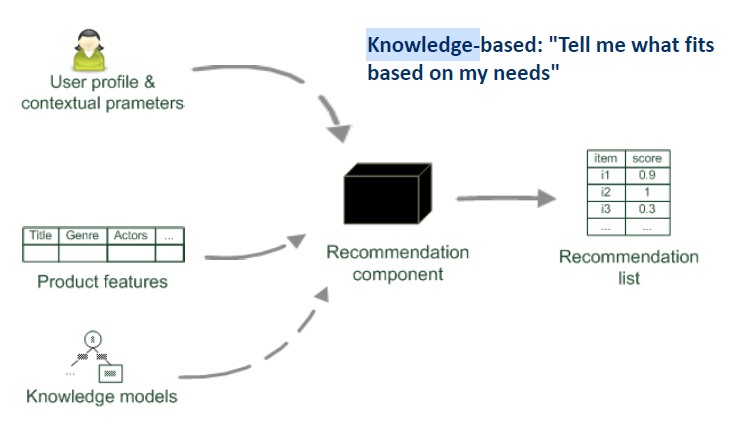 Knowledge-based: "Tell me what fits
based on my needs"
User profile &
contextual prameters
Title Genre Actors ...
Product features
...
Knowledge models
Recommendation
component
item score
i1 0.9
i2 1
i3 0.3
... ...
Recommendation
list